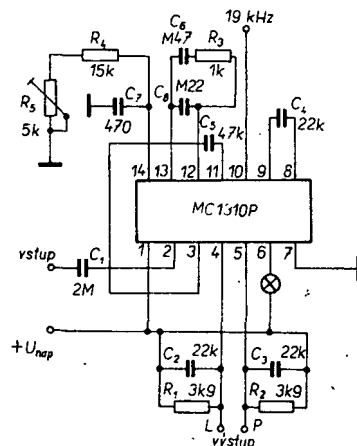 C₆ M47 R₃ 19 kHz
R₄ 15k 1k
C₇ C₈ M22 C₄
R₅ 5k 470 C₅ 47k 22k
14 13 12 11 10 9 8
MC1310P
1 2 3 4 5 6 7
vstup C₁
2M
+Uₙₐₚ
C₂ 22k C₃ 22k
R₁ 3k9 R₂ 3k9
L P
výstup